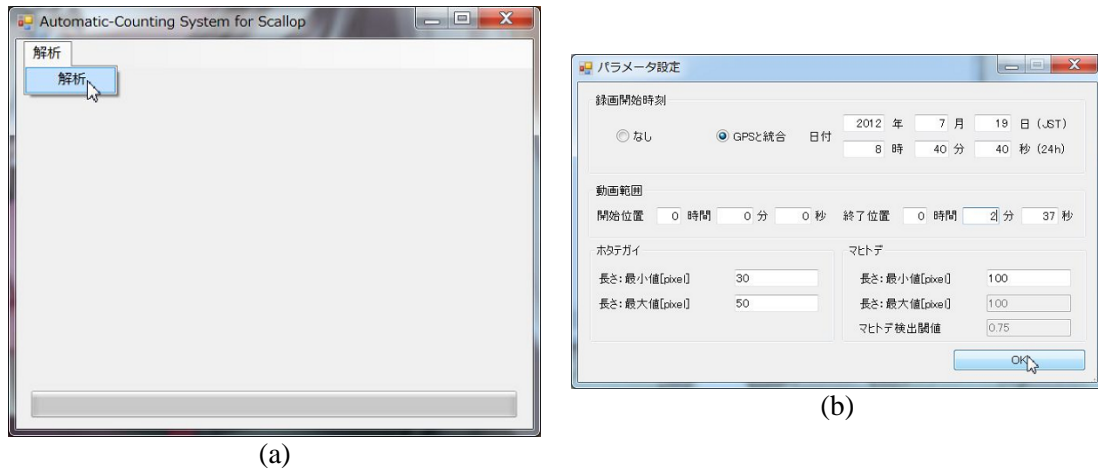 Automatic-Counting System for Scallop
解析
解析
(a)
パラメータ設定
録画開始時刻
なし GPSと統合 日付 2012 年 7 月 19 日 (JST)
8 時 40 分 40 秒 (24h)
動画範囲
開始位置 0 時間 0 分 0 秒 終了位置 0 時間 2 分 37 秒
ホタテガイ
長さ:最小値[pixel] 30
長さ:最大値[pixel] 50
マヒトデ
長さ:最小値[pixel] 100
長さ:最大値[pixel] 100
マヒトデ検出閾値 0.75
OK
(b)